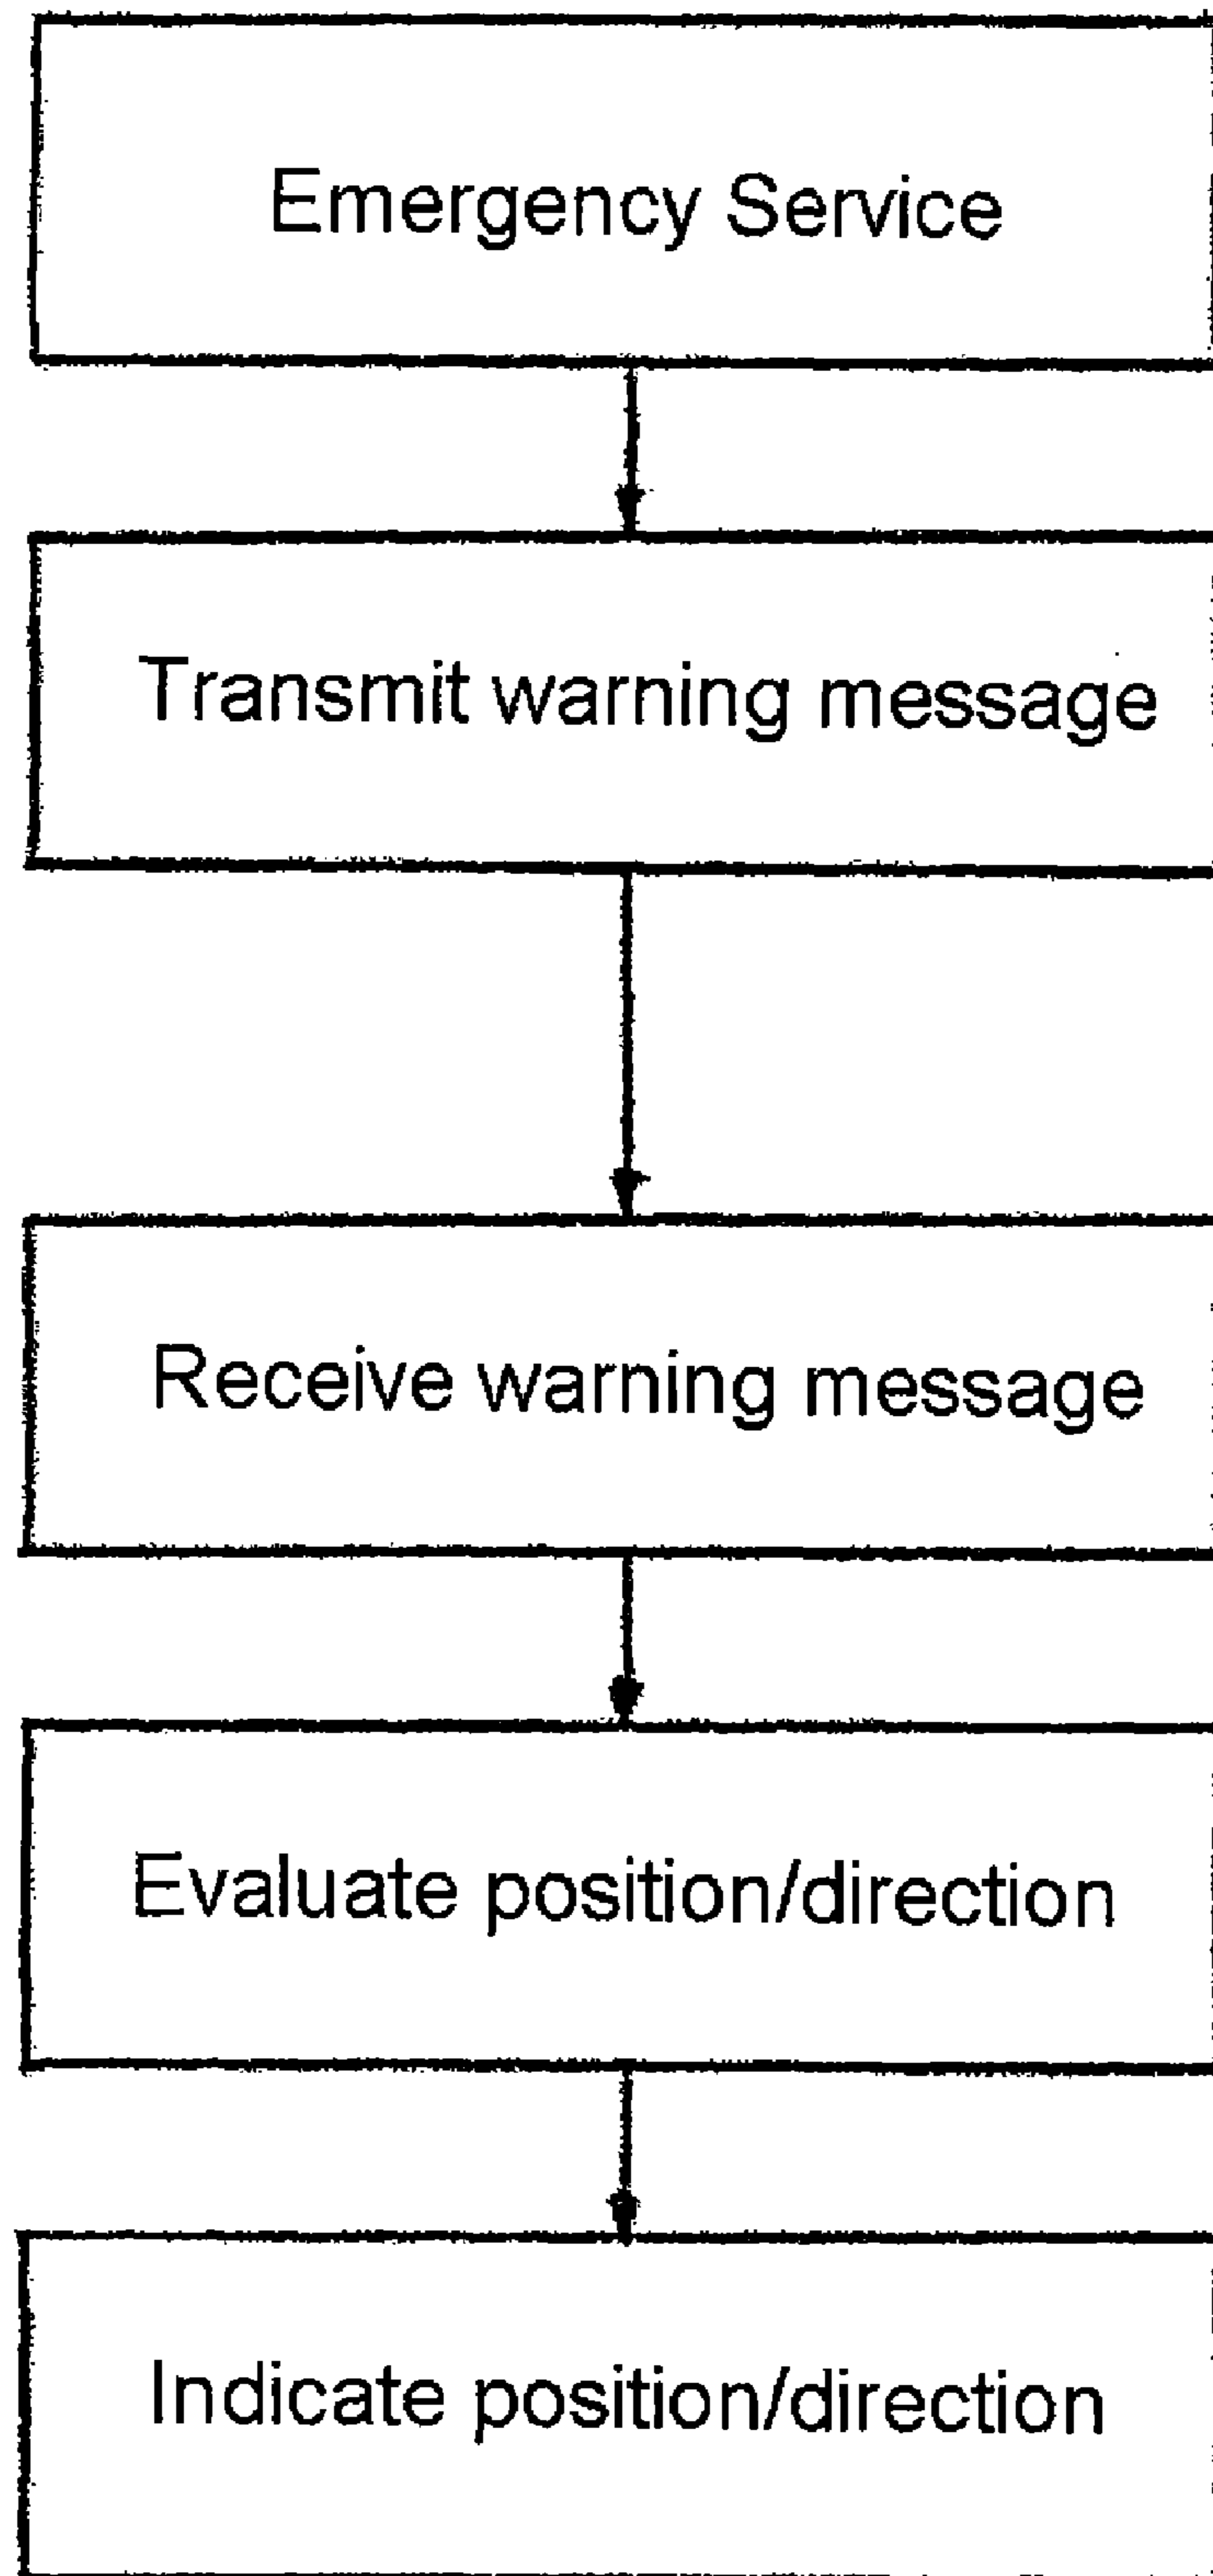 Emergency Service
Transmit warning message
Receive warning message
Evaluate position/direction
Indicate position/direction